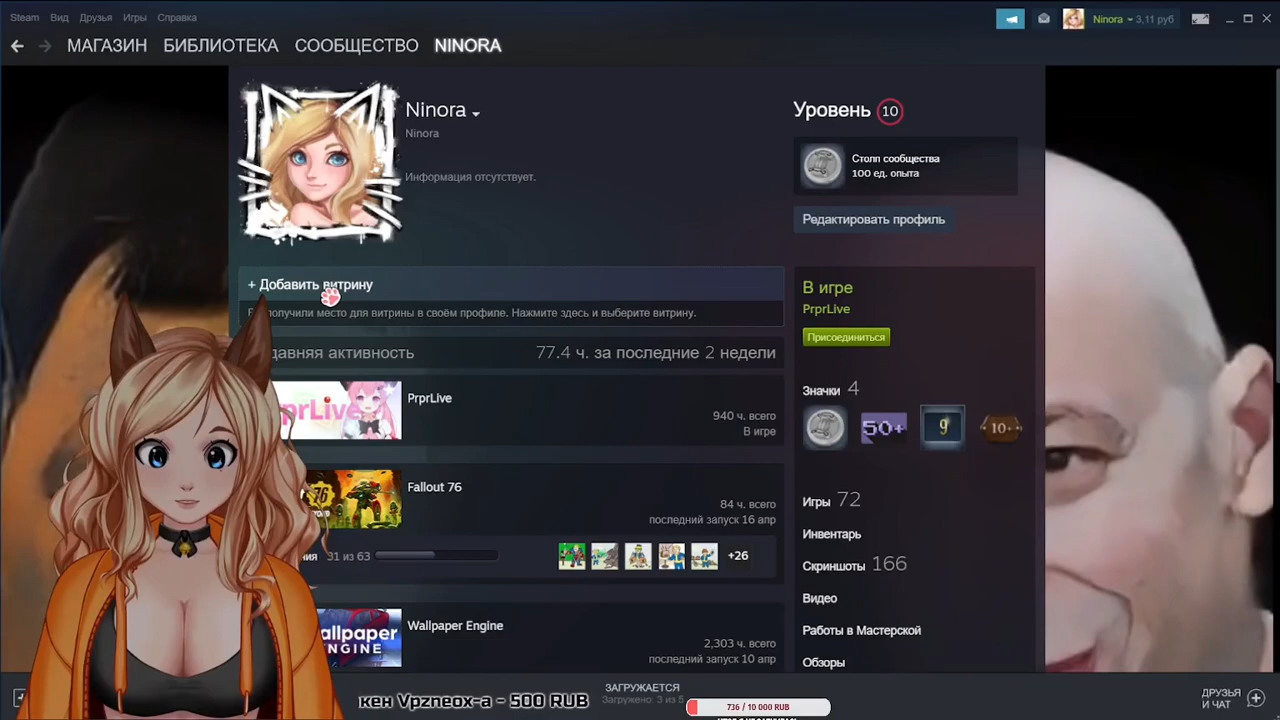 Steam Вид Друзья Игры Справка
Ninora 3,11 руб
МАГАЗИН БИБЛИОТЕКА СООБЩЕСТВО NINORA
Ninora
Ninora
Информация отсутствует.
Уровень 10
Столп сообщества
100 ед. опыта
Редактировать профиль
+ Добавить витрину
получили место для витрины в своём профиле. Нажмите здесь и выберите витрину.
77.4 ч. за последние 2 недели
активность
PrprLive
940 ч. всего
В игре
Fallout 76
84 ч. всего
последний запуск 16 апр
31 из 63
+26
Wallpaper Engine
2,303 ч. всего
последний запуск 10 апр
В игре
PrprLive
Присоединиться
Значки 4
50+
9
10+
Игры 72
Инвентарь
Скриншоты 166
Видео
Работы в Мастерской
Обзоры
кен Vpzneox-a - 500 RUB
ЗАГРУЖАЕТСЯ
Загружено: 3 из 5
736 / 10 000 RUB
ДРУЗЬЯ
И ЧАТ